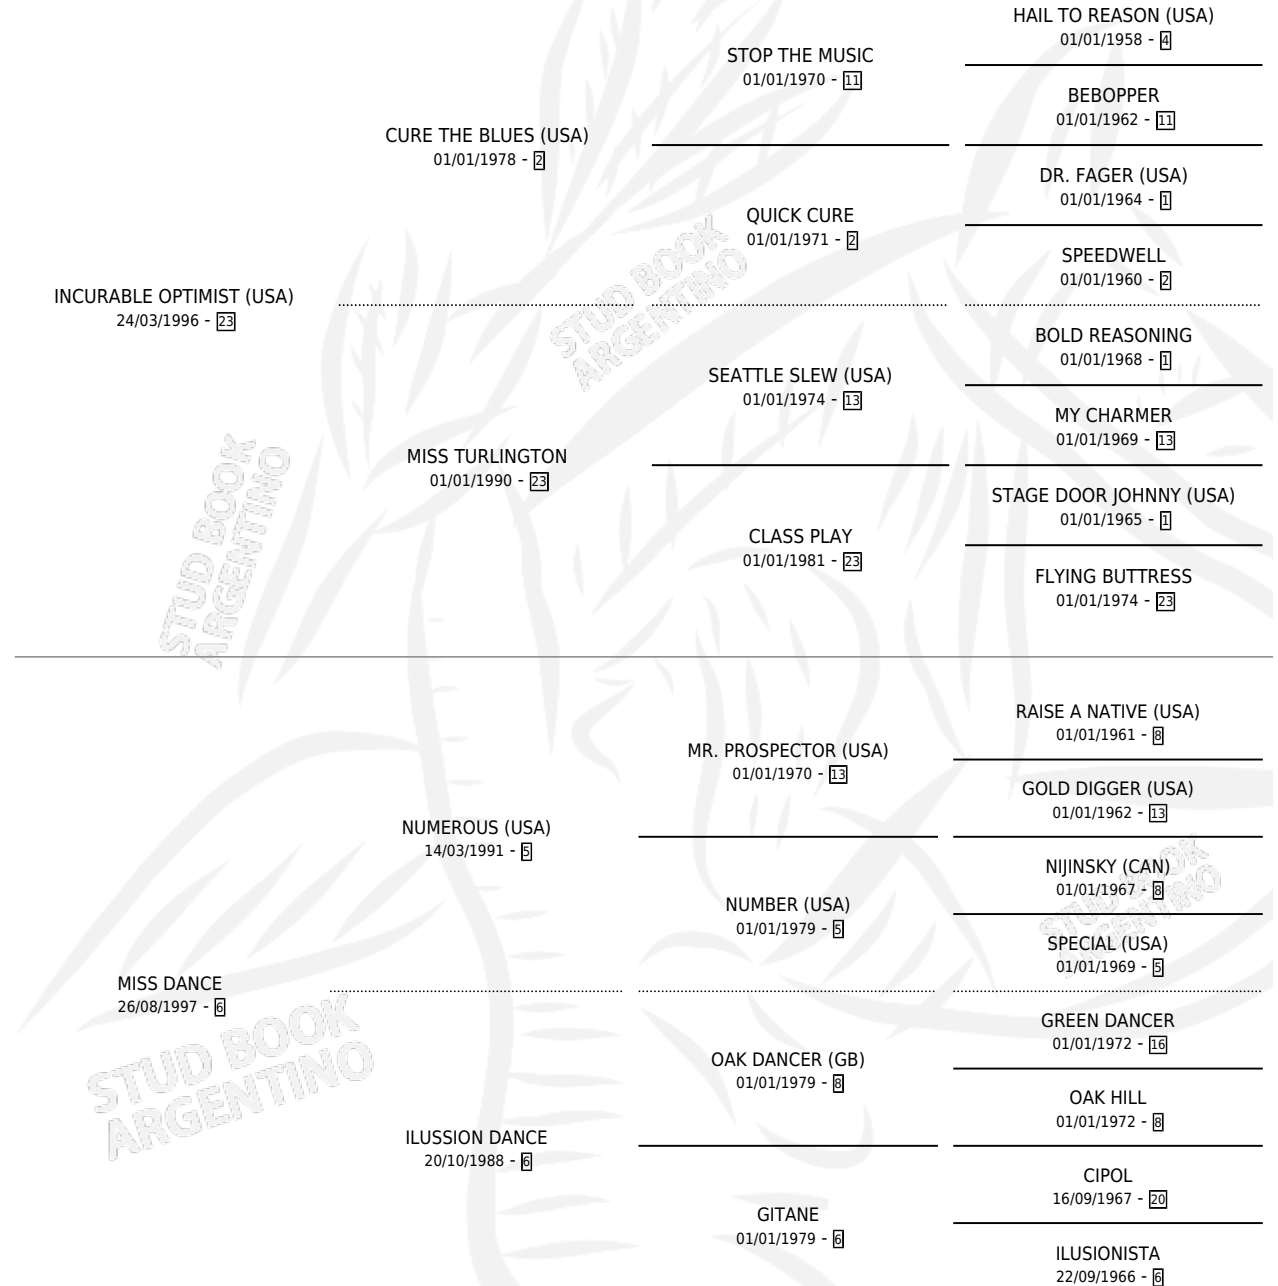 HAIL TO REASON (USA)
01/01/1958 - 4
STOP THE MUSIC
01/01/1970 - 11
BEBOPPER
01/01/1962 - 11
CURE THE BLUES (USA)
01/01/1978 - 2
DR. FAGER (USA)
01/01/1964 - 1
QUICK CURE
01/01/1971 - 2
SPEEDWELL
01/01/1960 - 2
INCURABLE OPTIMIST (USA)
24/03/1996 - 23
BOLD REASONING
01/01/1968 - 1
SEATTLE SLEW (USA)
01/01/1974 - 13
MY CHARMER
01/01/1969 - 13
MISS TURLINGTON
01/01/1990 - 23
STAGE DOOR JOHNNY (USA)
01/01/1965 - 1
CLASS PLAY
01/01/1981 - 23
FLYING BUTTRESS
01/01/1974 - 23
RAISE A NATIVE (USA)
01/01/1961 - 8
MR. PROSPECTOR (USA)
01/01/1970 - 13
GOLD DIGGER (USA)
01/01/1962 - 13
NUMEROUS (USA)
14/03/1991 - 5
NIJINSKY (CAN)
01/01/1967 - 8
NUMBER (USA)
01/01/1979 - 5
SPECIAL (USA)
01/01/1969 - 5
MISS DANCE
26/08/1997 - 6
GREEN DANCER
01/01/1972 - 16
OAK DANCER (GB)
01/01/1979 - 8
OAK HILL
01/01/1972 - 8
ILUSSION DANCE
20/10/1988 - 6
CIPOL
16/09/1967 - 20
GITANE
01/01/1979 - 6
ILUSIONISTA
22/09/1966 - 6
STUD BOOK
ARGENTINO
STUD BOOK
ARGENTINO
STUD BOOK
ARGENTINO
STUD BOOK
ARGENTINO